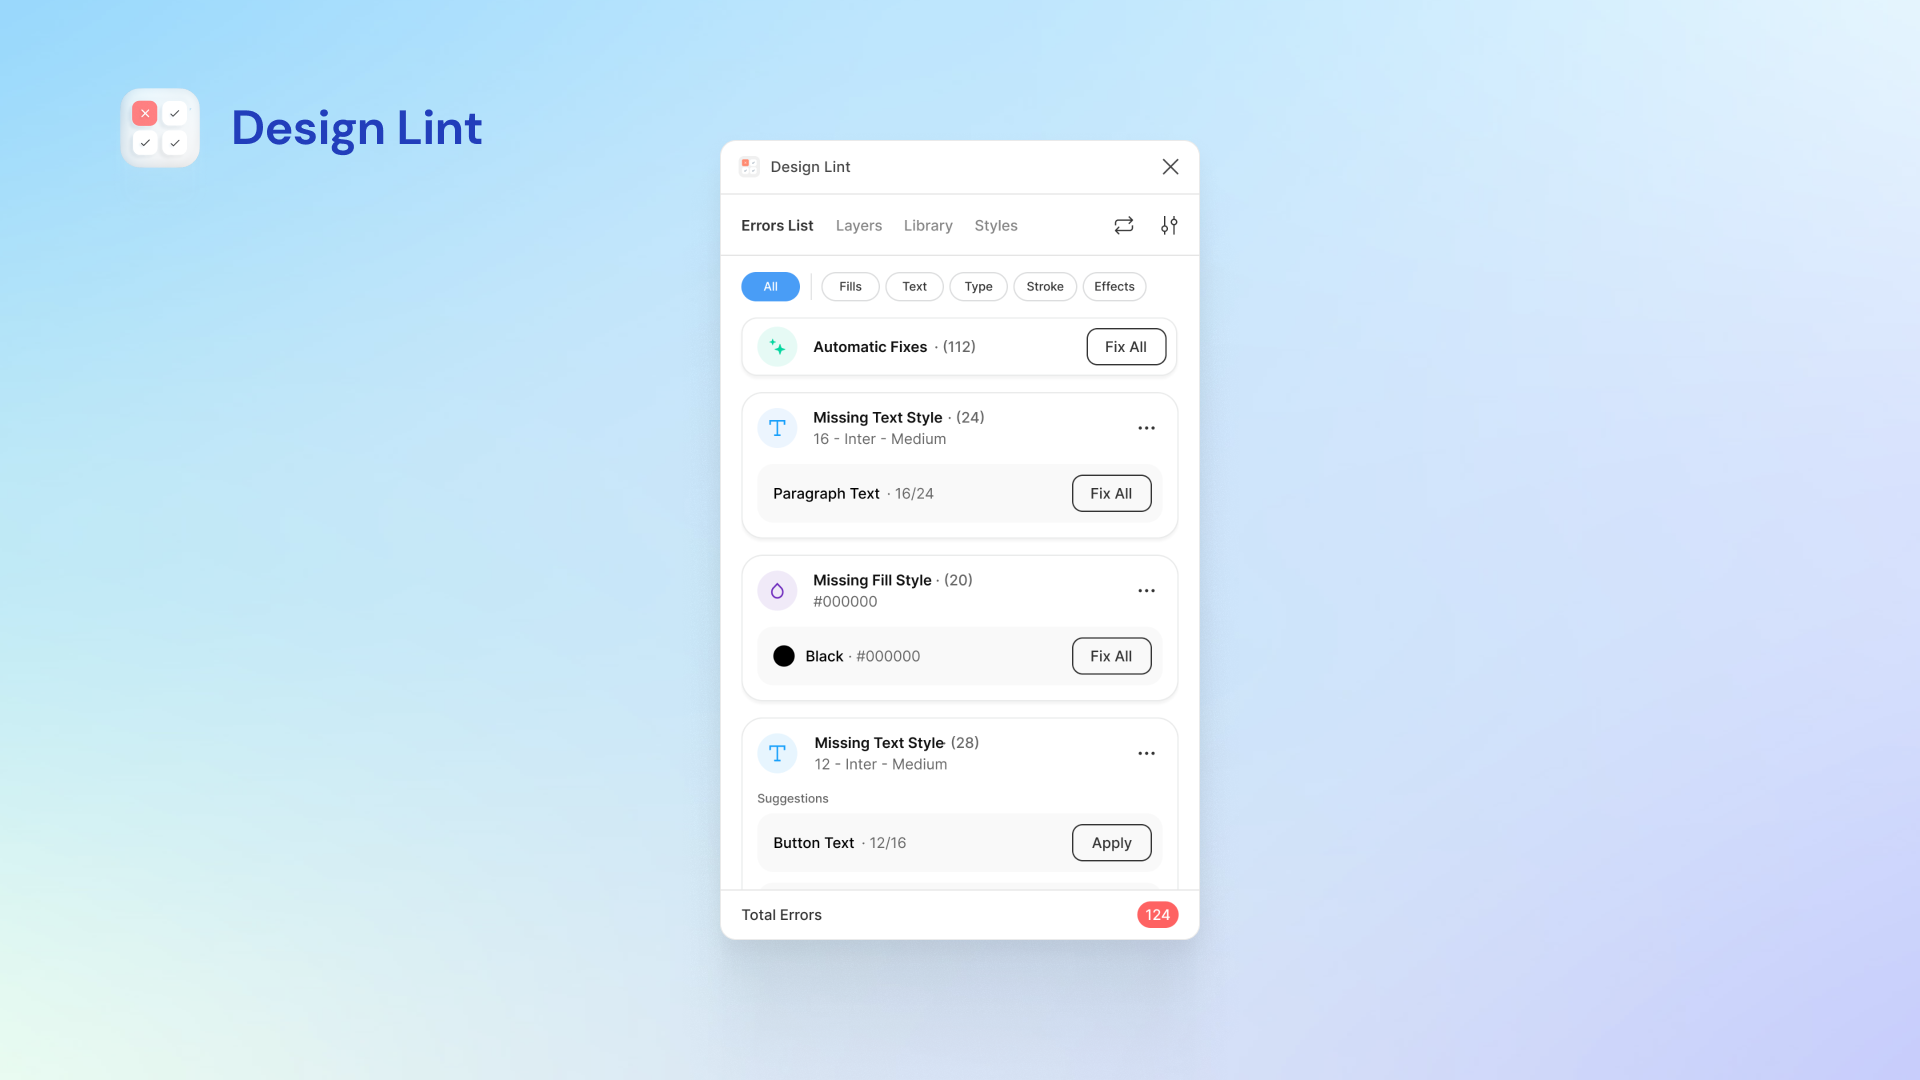 Design Lint
Design Lint
Errors List Layers Library Styles
All Fills Text Type Stroke Effects
Automatic Fixes · (112) Fix All
Missing Text Style · (24)
16 - Inter - Medium
Paragraph Text · 16/24 Fix All
Missing Fill Style · (20)
#000000
Black · #000000 Fix All
Missing Text Style · (28)
12 - Inter - Medium
Suggestions
Button Text · 12/16 Apply
Total Errors 124